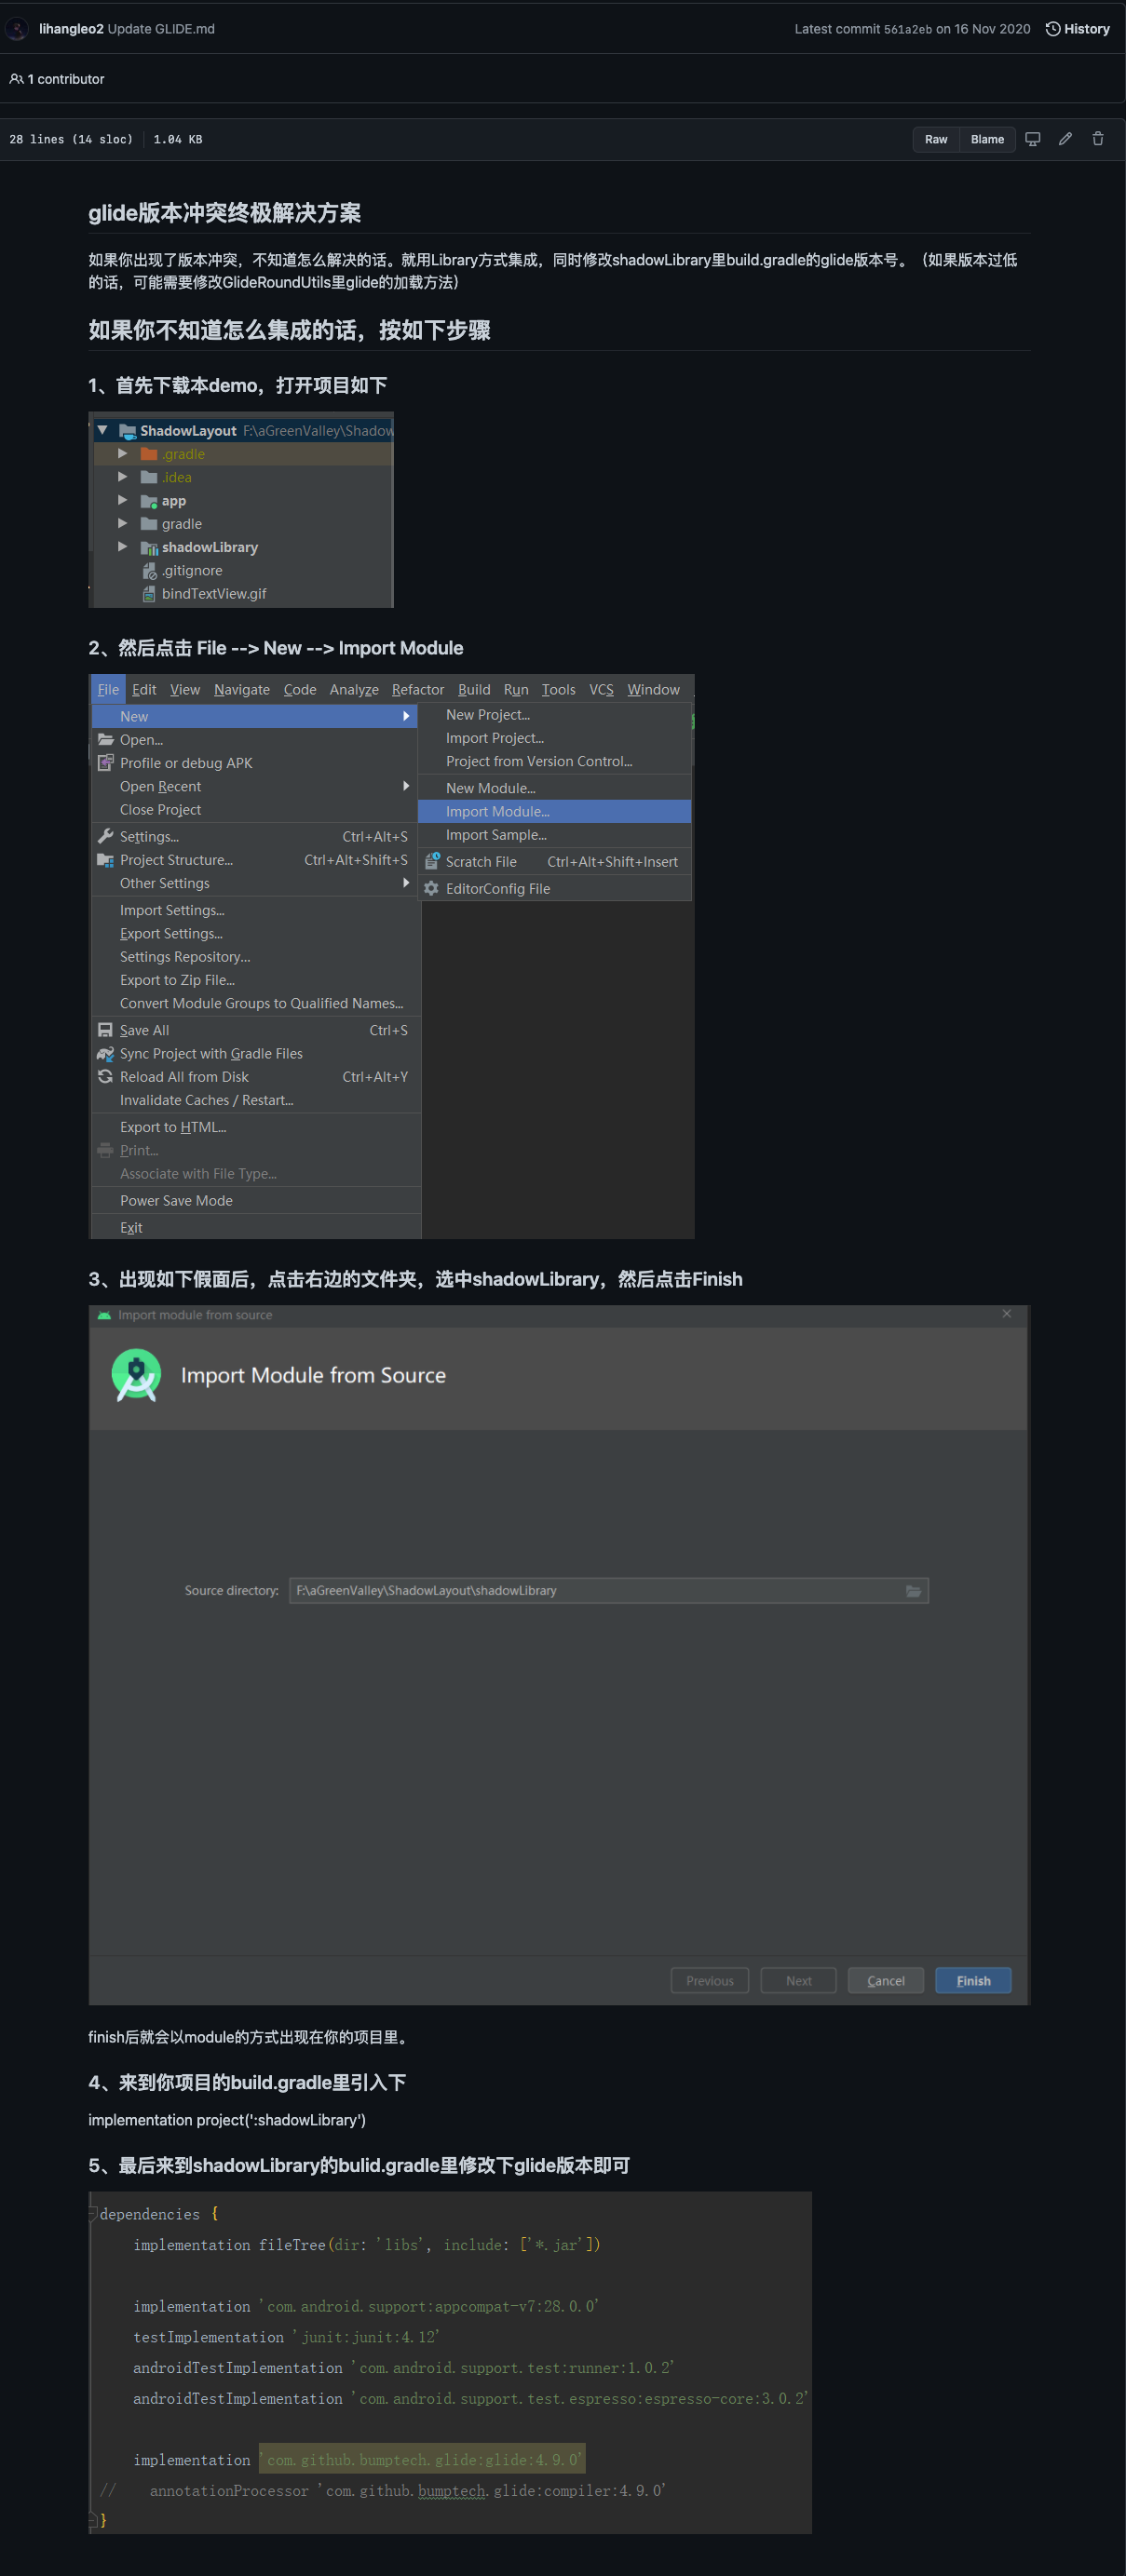 lihangleo2 Update GLIDE.md
Latest commit 561a2eb on 16 Nov 2020 History
1 contributor
28 lines (14 sloc) 1.04 KB
Raw Blame
glide版本冲突终极解决方案
如果你出现了版本冲突，不知道怎么解决的话。就用Library方式集成，同时修改shadowLibrary里build.gradle的glide版本号。（如果版本过低
的话，可能需要修改GlideRoundUtils里glide的加载方法）
如果你不知道怎么集成的话，按如下步骤
1、首先下载本demo，打开项目如下
ShadowLayout F:\aGreenValley\Shadow
.gradle
.idea
app
gradle
shadowLibrary
.gitignore
bindTextView.gif
2、然后点击 File --> New --> Import Module
File Edit View Navigate Code Analyze Refactor Build Run Tools VCS Window
New
Open...
Profile or debug APK
Open Recent
Close Project
Settings... Ctrl+Alt+S
Project Structure... Ctrl+Alt+Shift+S
Other Settings
Import Settings...
Export Settings...
Settings Repository...
Export to Zip File...
Convert Module Groups to Qualified Names...
Save All Ctrl+S
Sync Project with Gradle Files
Reload All from Disk Ctrl+Alt+Y
Invalidate Caches / Restart...
Export to HTML...
Print...
Associate with File Type...
Power Save Mode
Exit
New Project...
Import Project...
Project from Version Control...
New Module...
Import Module...
Import Sample...
Scratch File Ctrl+Alt+Shift+Insert
EditorConfig File
3、出现如下假面后，点击右边的文件夹，选中shadowLibrary，然后点击Finish
Import module from source
Import Module from Source
Source directory: F:\aGreenValley\ShadowLayout\shadowLibrary
Previous Next Cancel Finish
finish后就会以module的方式出现在你的项目里。
4、来到你项目的build.gradle里引入下
implementation project(':shadowLibrary')
5、最后来到shadowLibrary的bulid.gradle里修改下glide版本即可
dependencies {
implementation fileTree(dir: 'libs', include: ['*.jar'])
implementation 'com.android.support:appcompat-v7:28.0.0'
testImplementation 'junit:junit:4.12'
androidTestImplementation 'com.android.support.test:runner:1.0.2'
androidTestImplementation 'com.android.support.test.espresso:espresso-core:3.0.2'
implementation 'com.github.bumptech.glide:glide:4.9.0'
// annotationProcessor 'com.github.bumptech.glide:compiler:4.9.0'
}